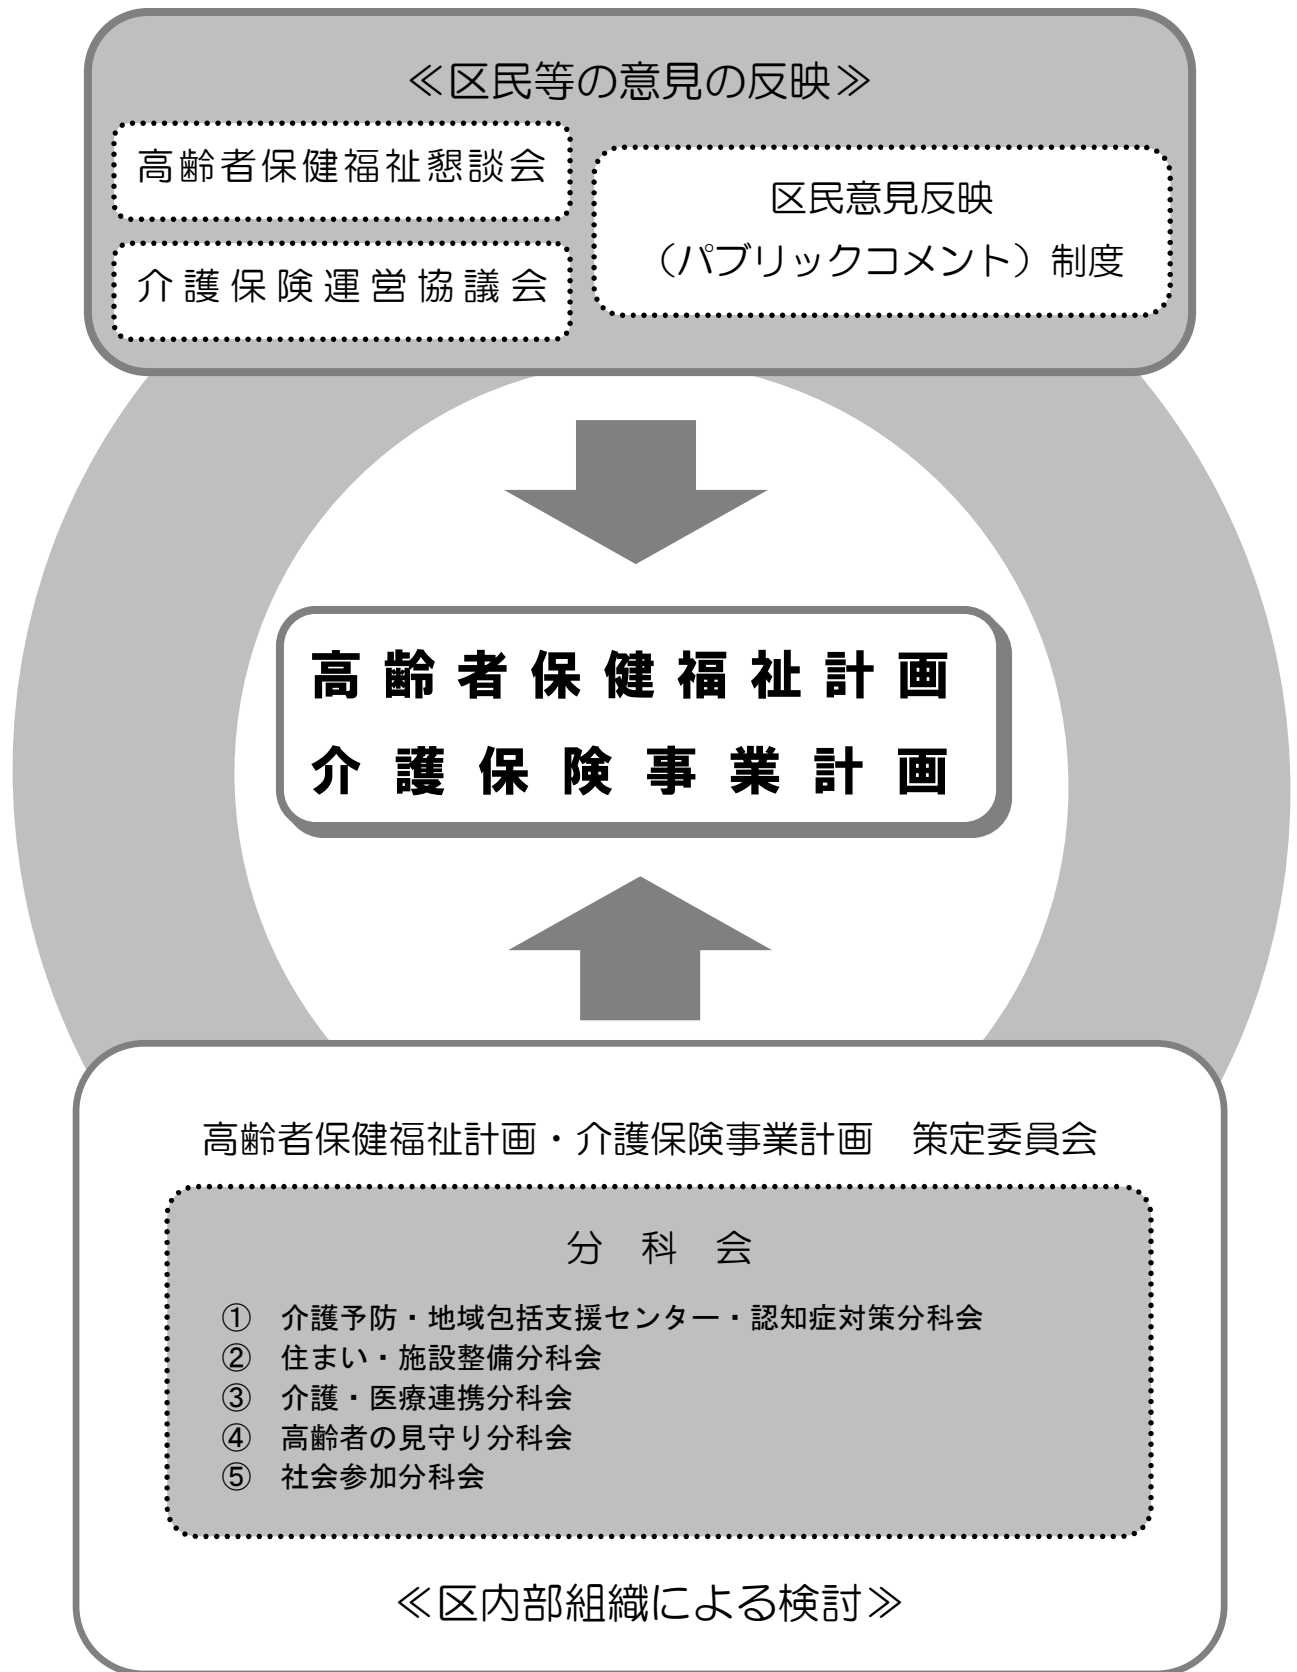 ≪区民等の意見の反映≫
高齢者保健福祉懇談会
介護保険運営協議会
区民意見反映
（パブリックコメント）制度
高齢者保健福祉計画
介護保険事業計画
高齢者保健福祉計画・介護保険事業計画　策定委員会
分　科　会
①　介護予防・地域包括支援センター・認知症対策分科会
②　住まい・施設整備分科会
③　介護・医療連携分科会
④　高齢者の見守り分科会
⑤　社会参加分科会
≪区内部組織による検討≫